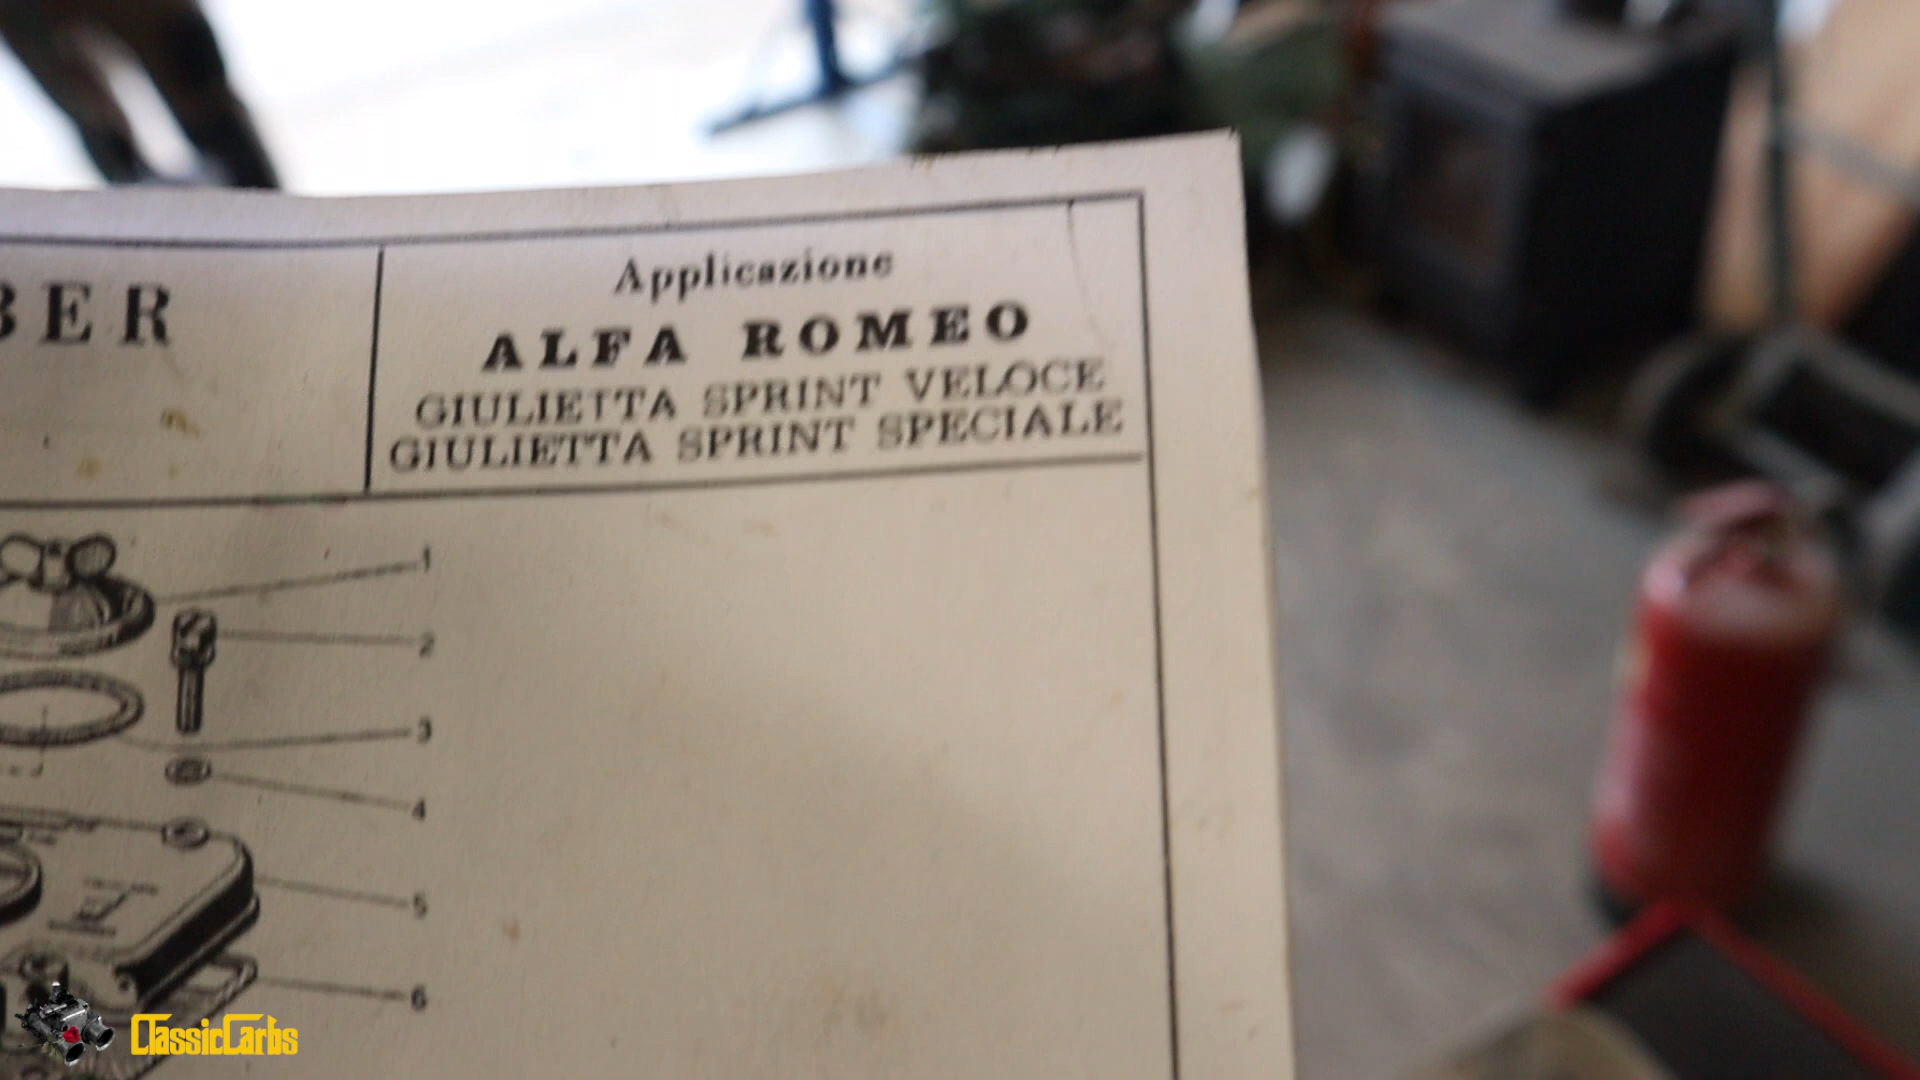 BER
Applicazione
ALFA ROMEO
GIULIETTA SPRINT VELOCE
GIULIETTA SPRINT SPECIALE
1
2
3
4
5
6
ClassicCarbs